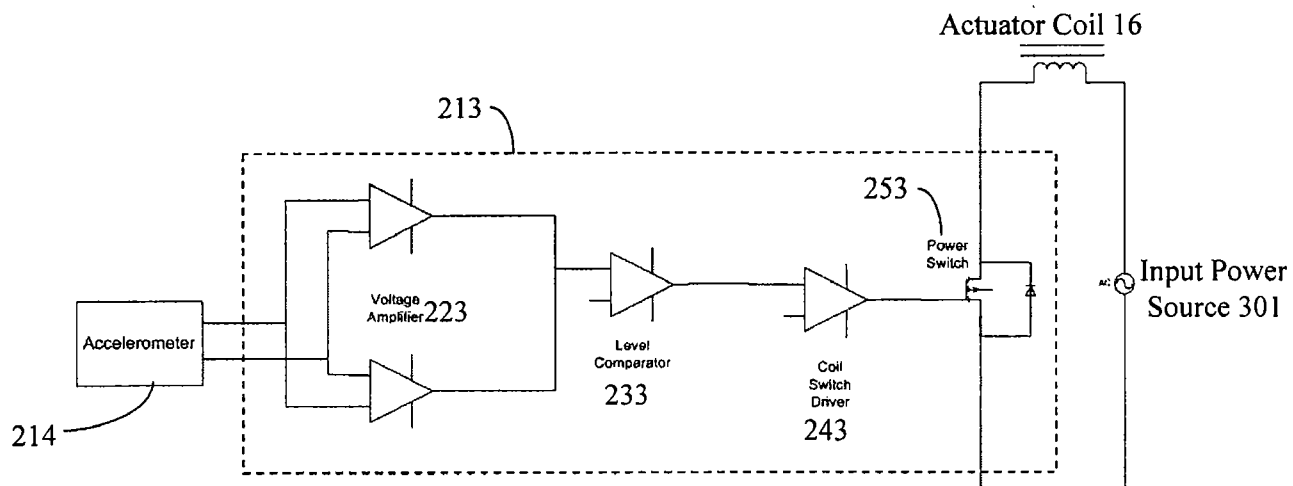 Actuator Coil 16
213
253
Power
Switch
Voltage
Amplifier 223
Accelerometer
Level
Comparator
233
Coil
Switch
Driver
243
AC
Input Power
Source 301
214